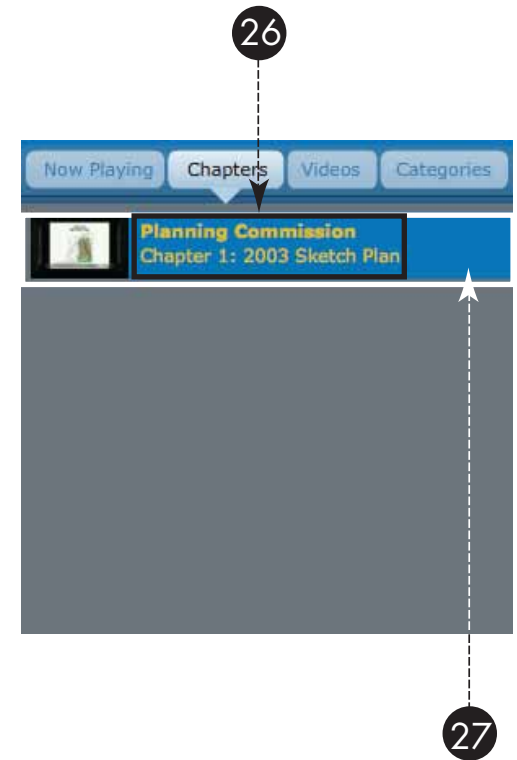 26
Now Playing Chapters Videos Categories
Planning Commission
Chapter 1: 2003 Sketch Plan
27